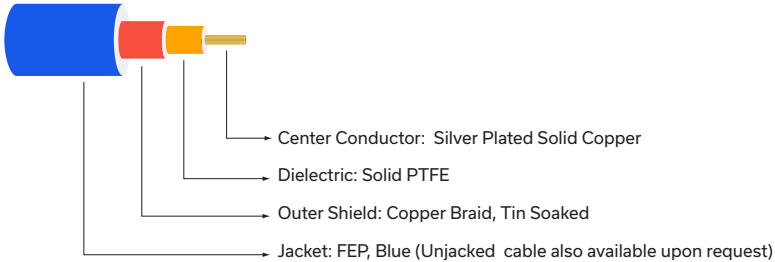 Center Conductor: Silver Plated Solid Copper
Dielectric: Solid PTFE
Outer Shield: Copper Braid, Tin Soaked
Jacket: FEP, Blue (Unjacked cable also available upon request)